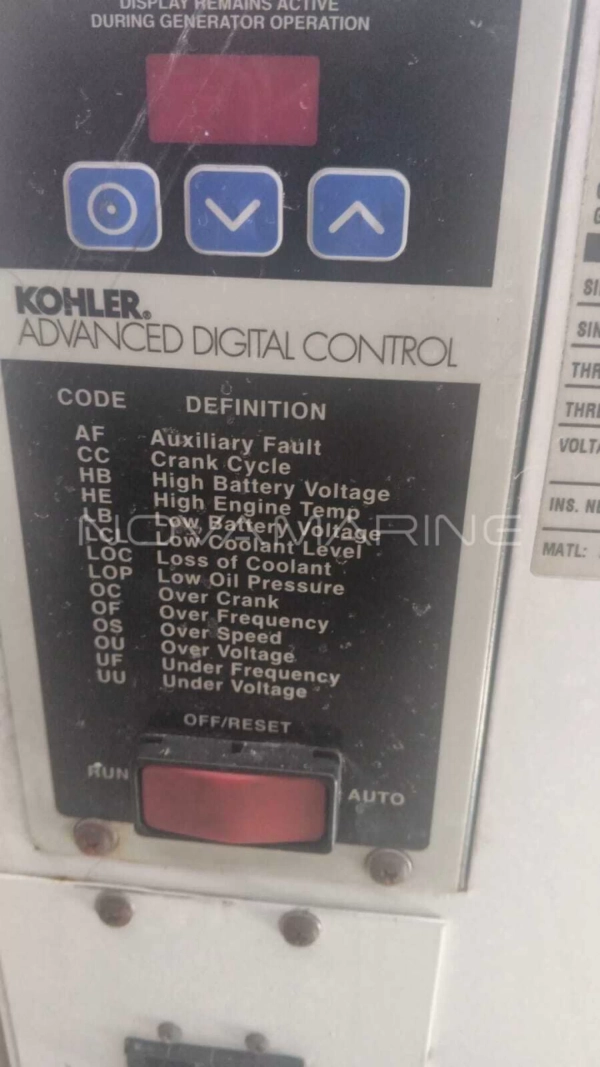 DISPLAY REMAINS ACTIVE
DURING GENERATOR OPERATION
KOHLER®
ADVANCED DIGITAL CONTROL
CODE DEFINITION
AF Auxiliary Fault
CC Crank Cycle
HB High Battery Voltage
HE High Engine Temp
LB Low Battery Voltage
LCL Low Coolant Level
LOC Loss of Coolant
LOP Low Oil Pressure
OC Over Crank
OF Over Frequency
OS Over Speed
OU Over Voltage
UF Under Frequency
UU Under Voltage
NOVAMARINE
OFF/RESET
RUN AUTO
THR
THR
INS.
MATL: